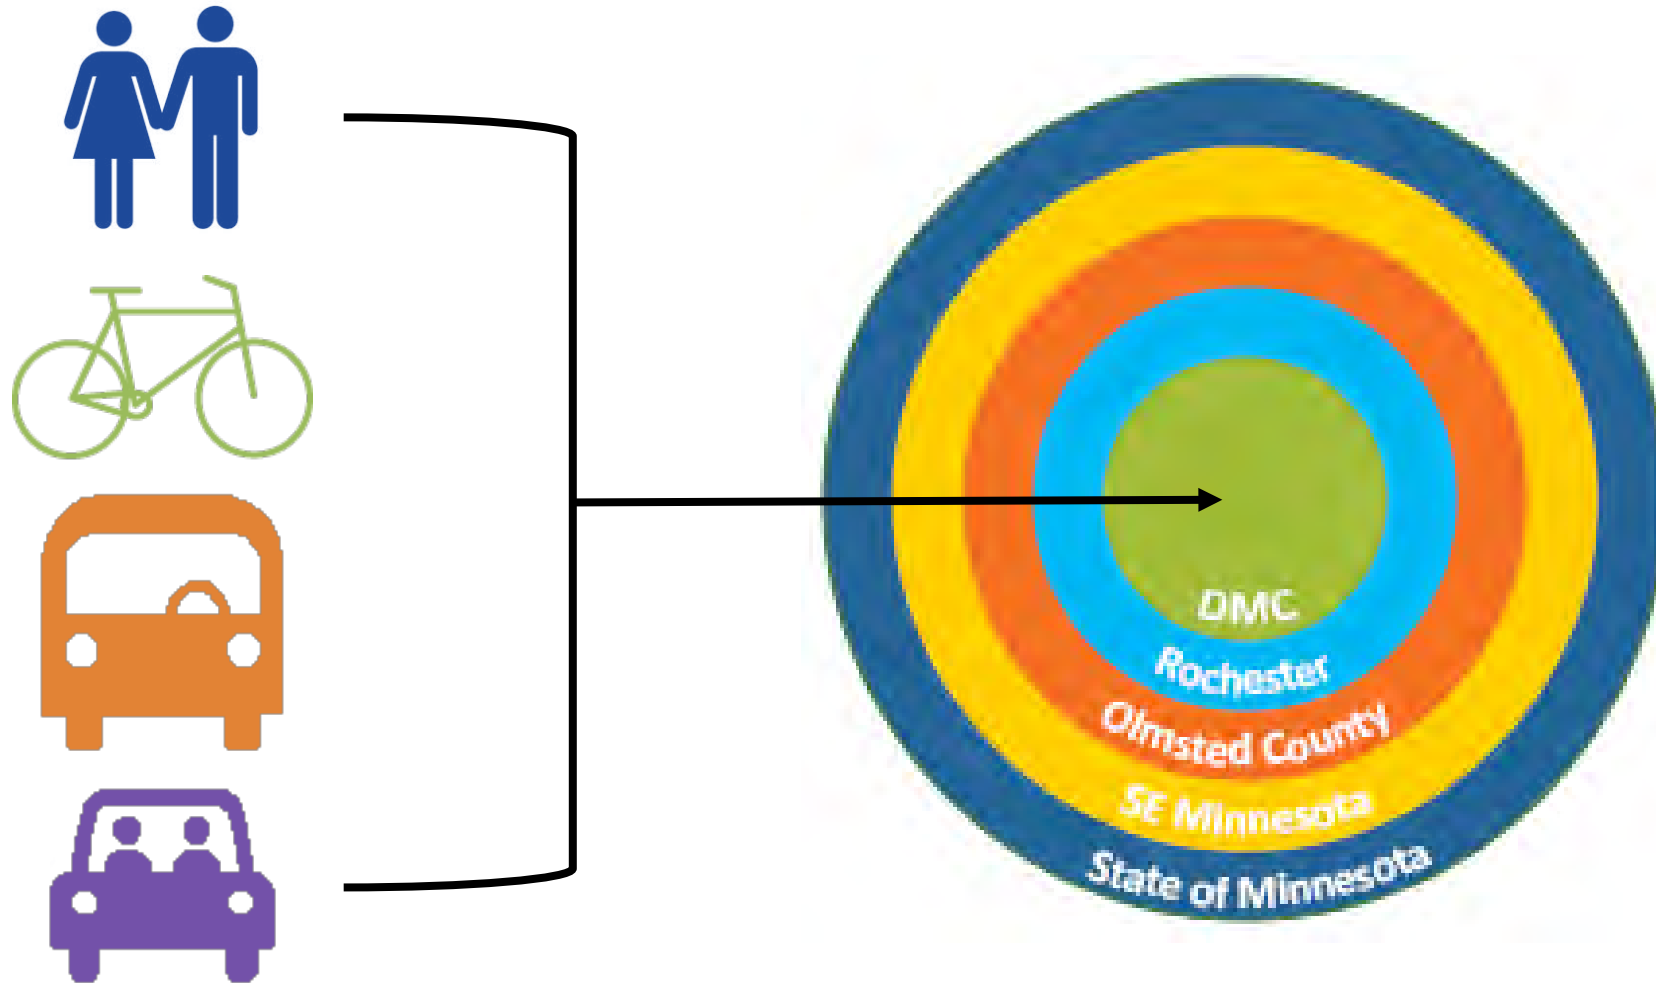 DMC
Rochester
Olmsted County
SE Minnesota
State of Minnesota